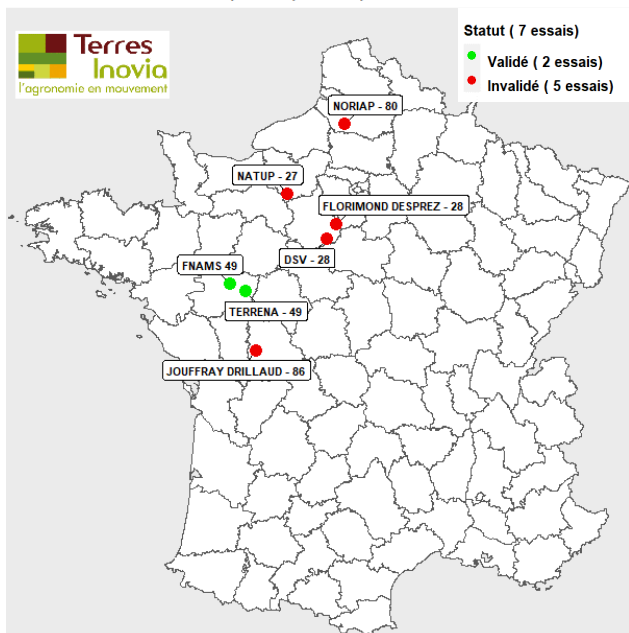 Terres
Inovia
l'agronomie en mouvement
Statut ( 7 essais)
Validé ( 2 essais)
Invalidé ( 5 essais)
NORIAP - 80
NATUP - 27
FLORIMOND DESPREZ - 28
DSV - 28
FNAMS 49
TERRENA - 49
JOUFFRAY DRILLAUD - 86